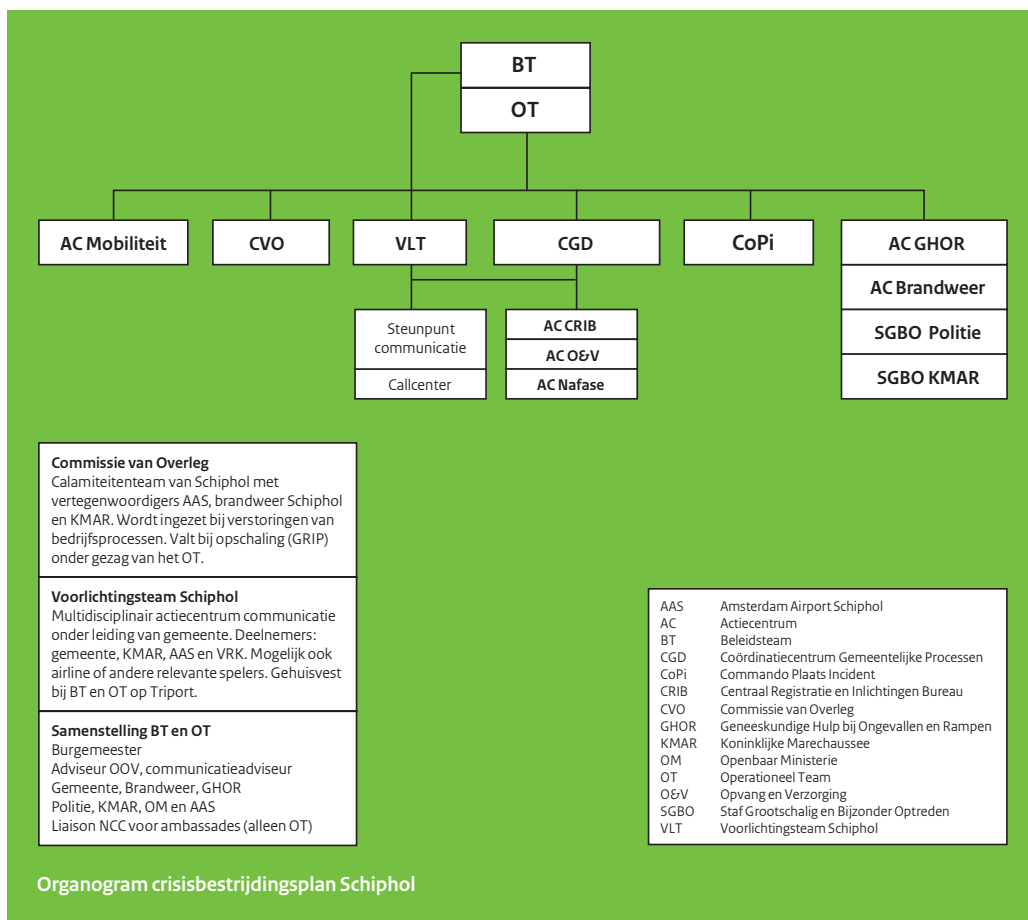 BT
OT
AC Mobiliteit
CVO
VLT
CGD
CoPi
AC GHOR
AC Brandweer
SGBO Politie
SGBO KMAR
Steunpunt
communicatie
Callcenter
AC CRIB
AC O&V
AC Nafase
Commissie van Overleg
Calamiteitenteam van Schiphol met
vertegenwoordigers AAS, brandweer Schiphol
en KMAR. Wordt ingezet bij verstoringen van
bedrijfsprocessen. Valt bij opschaling (GRIP)
onder gezag van het OT.
Voorlichtingsteam Schiphol
Multidisciplinair actiecentrum communicatie
onder leiding van gemeente. Deelnemers:
gemeente, KMAR, AAS en VRK. Mogelijk ook
airline of andere relevante spelers. Gehuisvest
bij BT en OT op Triport.
Samenstelling BT en OT
Burgemeester
Adviseur OOV, communicatieadviseur
Gemeente, Brandweer, GHOR
Politie, KMAR, OM en AAS
Liaison NCC voor ambassades (alleen OT)
AAS Amsterdam Airport Schiphol
AC Actiecentrum
BT Beleidsteam
CGD Coördinatiecentrum Gemeentelijke Processen
CoPi Commando Plaats Incident
CRIB Centraal Registratie en Inlichtingen Bureau
CVO Commissie van Overleg
GHOR Geneeskundige Hulp bij Ongevallen en Rampen
KMAR Koninklijke Marechaussee
OM Openbaar Ministerie
OT Operationeel Team
O&V Opvang en Verzorging
SGBO Staf Grootschalig en Bijzonder Optreden
VLT Voorlichtingsteam Schiphol
Organogram crisisbestrijdingsplan Schiphol